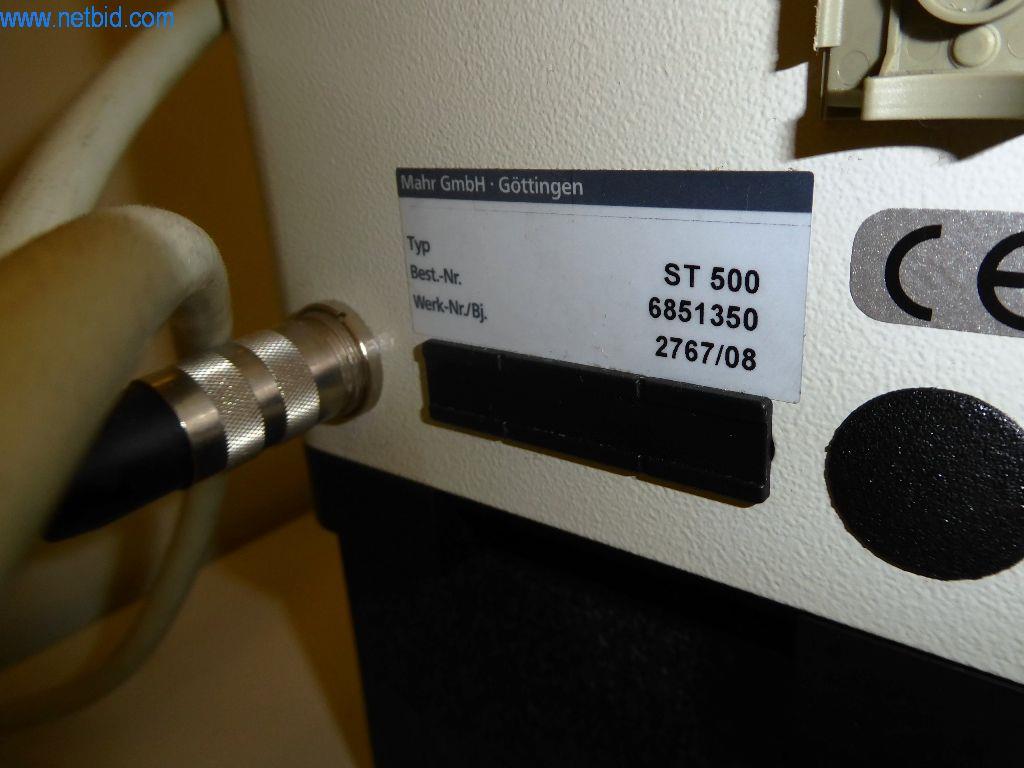 www.netbid.com
Mahr GmbH · Göttingen
Typ ST 500
Best.-Nr. 6851350
Werk-Nr./Bj. 2767/08
CE